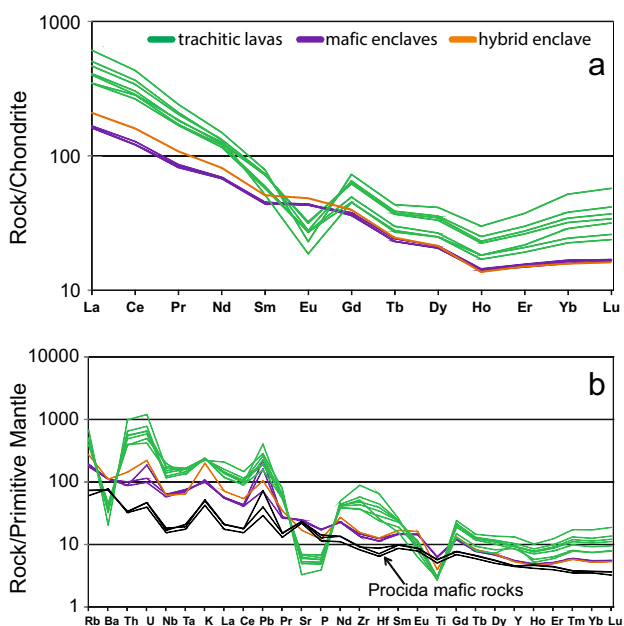 1000
trachitic lavas mafic enclaves hybrid enclave
a
100
10
Rock/Chondrite
La Ce Pr Nd Sm Eu Gd Tb Dy Ho Er Yb Lu
10000
b
1000
100
10
1
Rock/Primitive Mantle
Procida mafic rocks
Rb Ba Th U Nb Ta K La Ce Pb Pr Sr P Nd Zr Hf Sm Eu Ti Gd Tb Dy Y Ho Er Tm Yb Lu